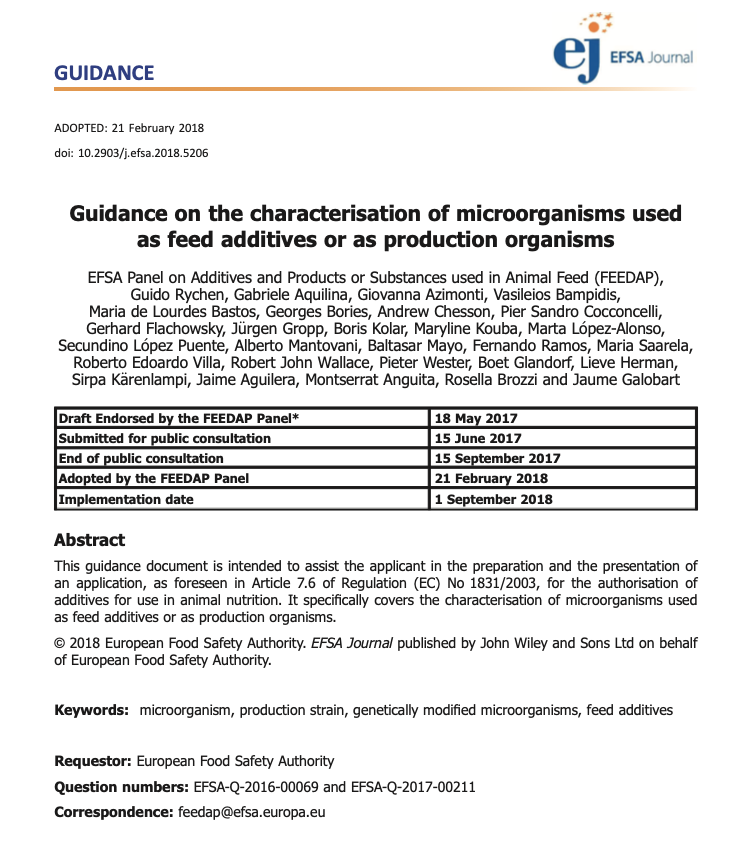 GUIDANCE
ej EFSA Journal
ADOPTED: 21 February 2018
doi: 10.2903/j.efsa.2018.5206
Guidance on the characterisation of microorganisms used
as feed additives or as production organisms
EFSA Panel on Additives and Products or Substances used in Animal Feed (FEEDAP),
Guido Rychen, Gabriele Aquilina, Giovanna Azimonti, Vasileios Bampidis,
Maria de Lourdes Bastos, Georges Bories, Andrew Chesson, Pier Sandro Cocconcelli,
Gerhard Flachowsky, Jürgen Gropp, Boris Kolar, Maryline Kouba, Marta López-Alonso,
Secundino López Puente, Alberto Mantovani, Baltasar Mayo, Fernando Ramos, Maria Saarela,
Roberto Edoardo Villa, Robert John Wallace, Pieter Wester, Boet Glandorf, Lieve Herman,
Sirpa Kärenlampi, Jaime Aguilera, Montserrat Anguita, Rosella Brozzi and Jaume Galobart
Draft Endorsed by the FEEDAP Panel* 18 May 2017
Submitted for public consultation 15 June 2017
End of public consultation 15 September 2017
Adopted by the FEEDAP Panel 21 February 2018
Implementation date 1 September 2018
Abstract
This guidance document is intended to assist the applicant in the preparation and the presentation of
an application, as foreseen in Article 7.6 of Regulation (EC) No 1831/2003, for the authorisation of
additives for use in animal nutrition. It specifically covers the characterisation of microorganisms used
as feed additives or as production organisms.
© 2018 European Food Safety Authority. EFSA Journal published by John Wiley and Sons Ltd on behalf
of European Food Safety Authority.
Keywords: microorganism, production strain, genetically modified microorganisms, feed additives
Requestor: European Food Safety Authority
Question numbers: EFSA-Q-2016-00069 and EFSA-Q-2017-00211
Correspondence: feedap@efsa.europa.eu